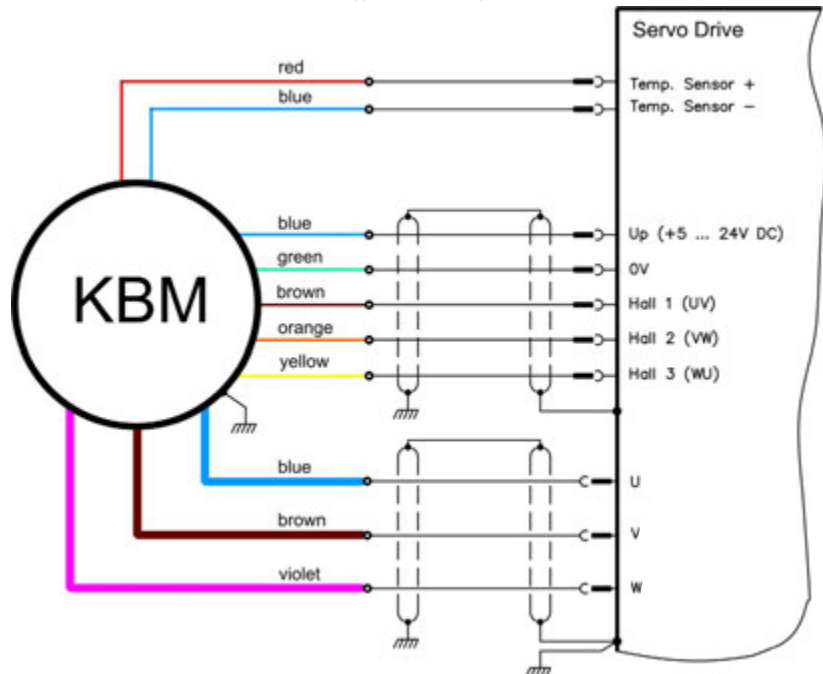 Servo Drive
red
Temp. Sensor +
blue
Temp. Sensor −
blue
Up (+5 ... 24V DC)
green
0V
KBM
brown
Hall 1 (UV)
orange
Hall 2 (VW)
yellow
Hall 3 (WU)
blue
U
brown
V
violet
W